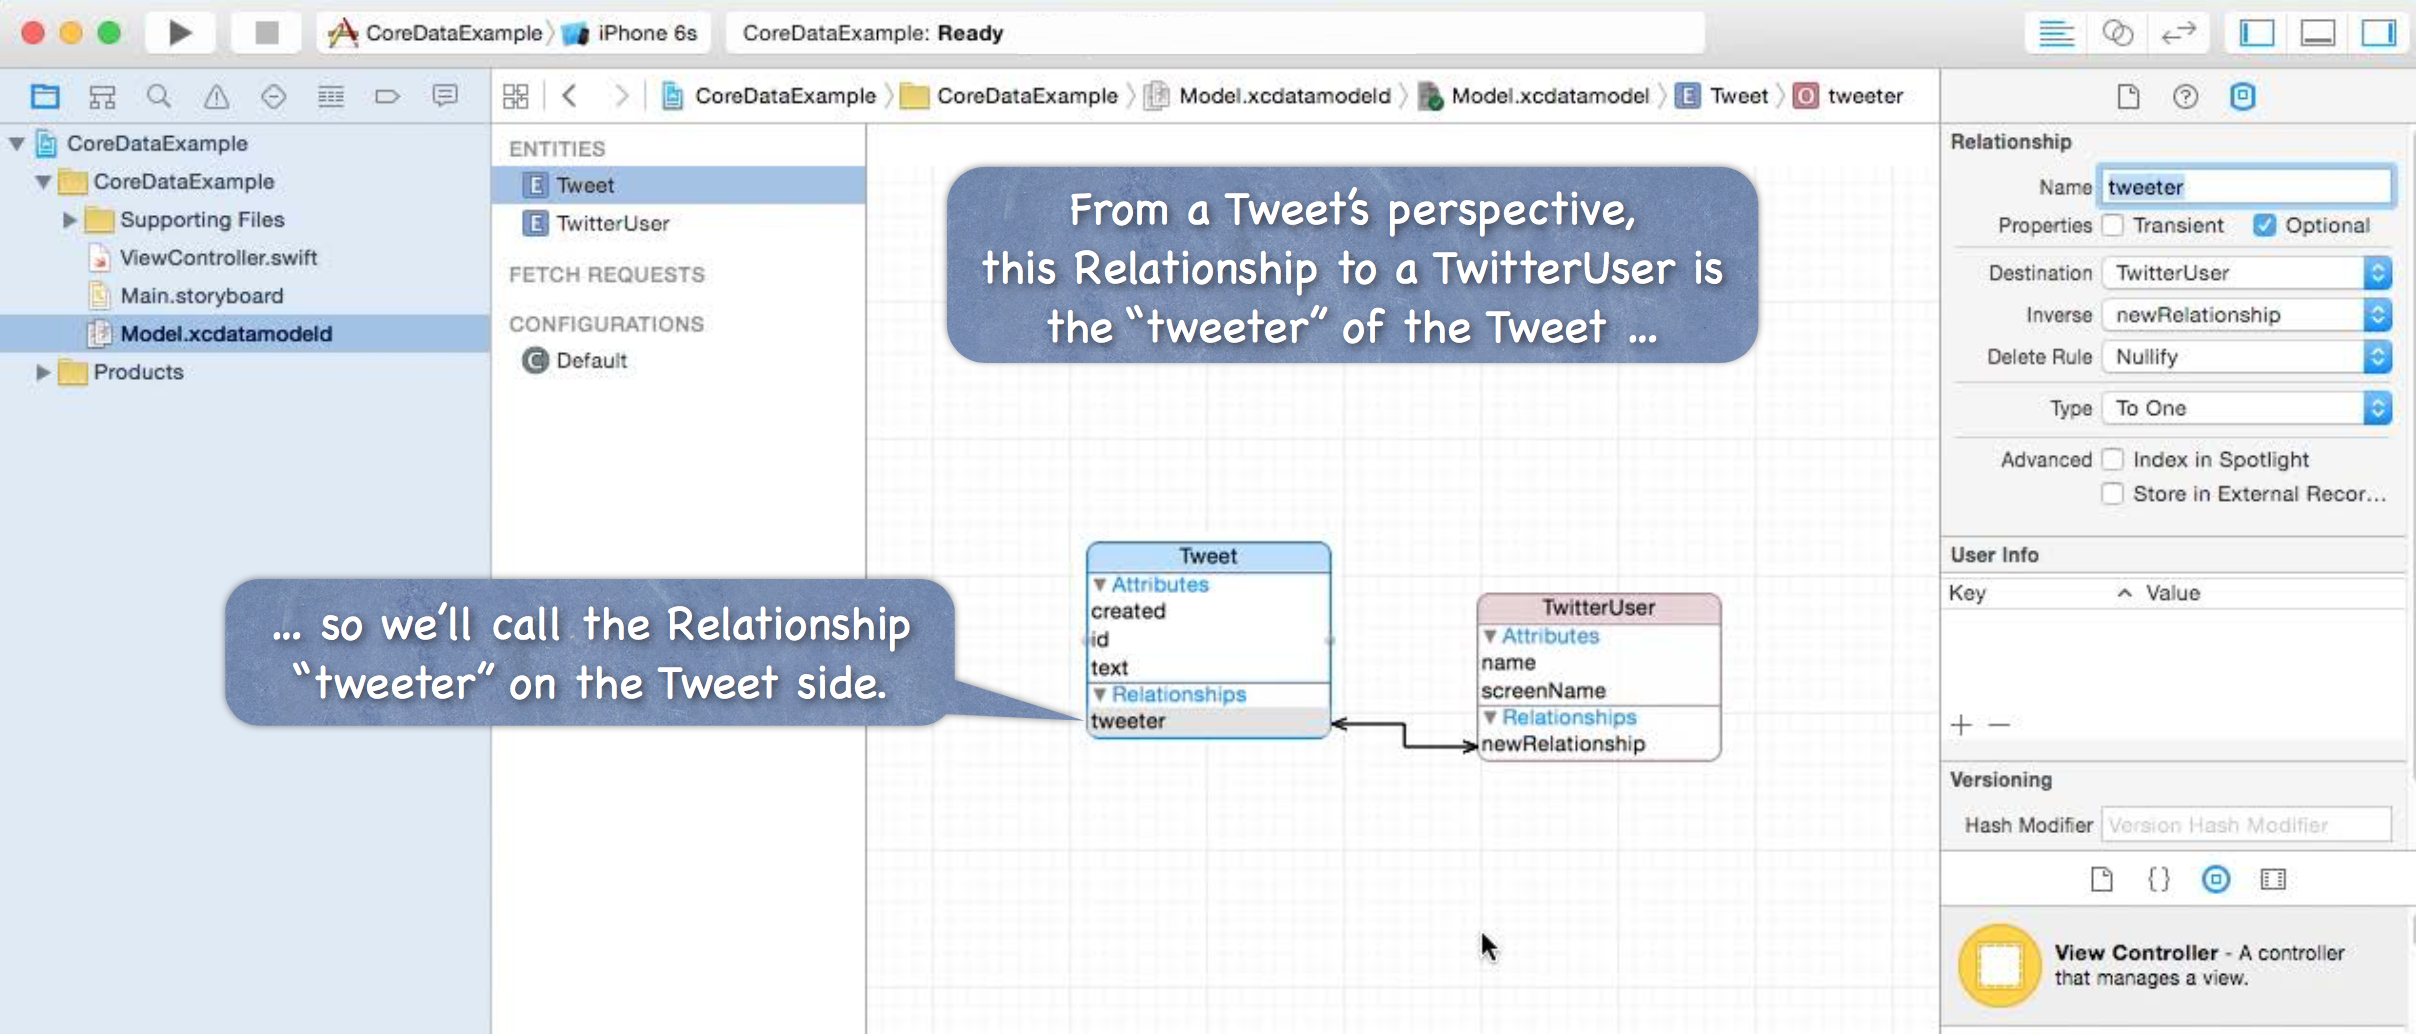 CoreDataExample
iPhone 6s
CoreDataExample: Ready
CoreDataExample
CoreDataExample
Model.xcdatamodeld
Model.xcdatamodel
E
Tweet
O
tweeter
CoreDataExample
CoreDataExample
Supporting Files
ViewController.swift
Main.storyboard
Model.xcdatamodeld
Products
ENTITIES
E Tweet
E TwitterUser
FETCH REQUESTS
CONFIGURATIONS
C Default
From a Tweet's perspective,
this Relationship to a TwitterUser is
the “tweeter” of the Tweet ...
... so we'll call the Relationship
“tweeter” on the Tweet side.
Tweet
Attributes
created
id
text
Relationships
tweeter
TwitterUser
Attributes
name
screenName
Relationships
newRelationship
Relationship
Name tweeter
Properties Transient Optional
Destination TwitterUser
Inverse newRelationship
Delete Rule Nullify
Type To One
Advanced Index in Spotlight
Store in External Recor...
User Info
Key Value
Versioning
Hash Modifier Version Hash Modifier
View Controller - A controller
that manages a view.